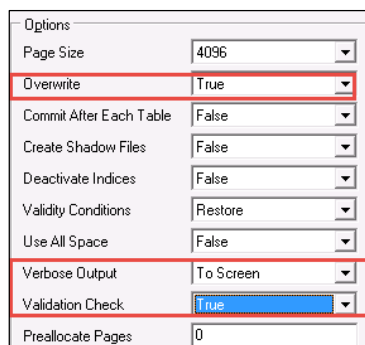 Options
Page Size 4096
Overwrite True
Commit After Each Table False
Create Shadow Files False
Deactivate Indices False
Validity Conditions Restore
Use All Space False
Verbose Output To Screen
Validation Check True
Preallocate Pages 0